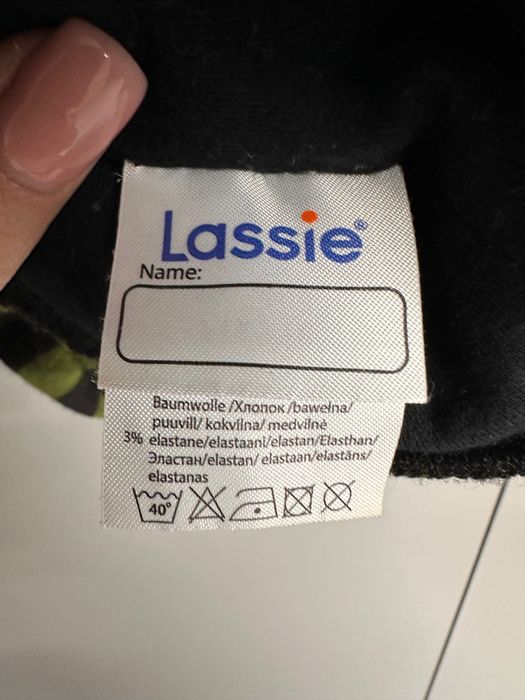 Lassie®
Name:
Baumwolle /Хлопок /bawełna/
puuvill/ kokvilna/ medvilnė
3% elastane/elastaani/elastan/Elasthan/
Эластан/elastan/ elastaan/elastāns/
elastanas
40°